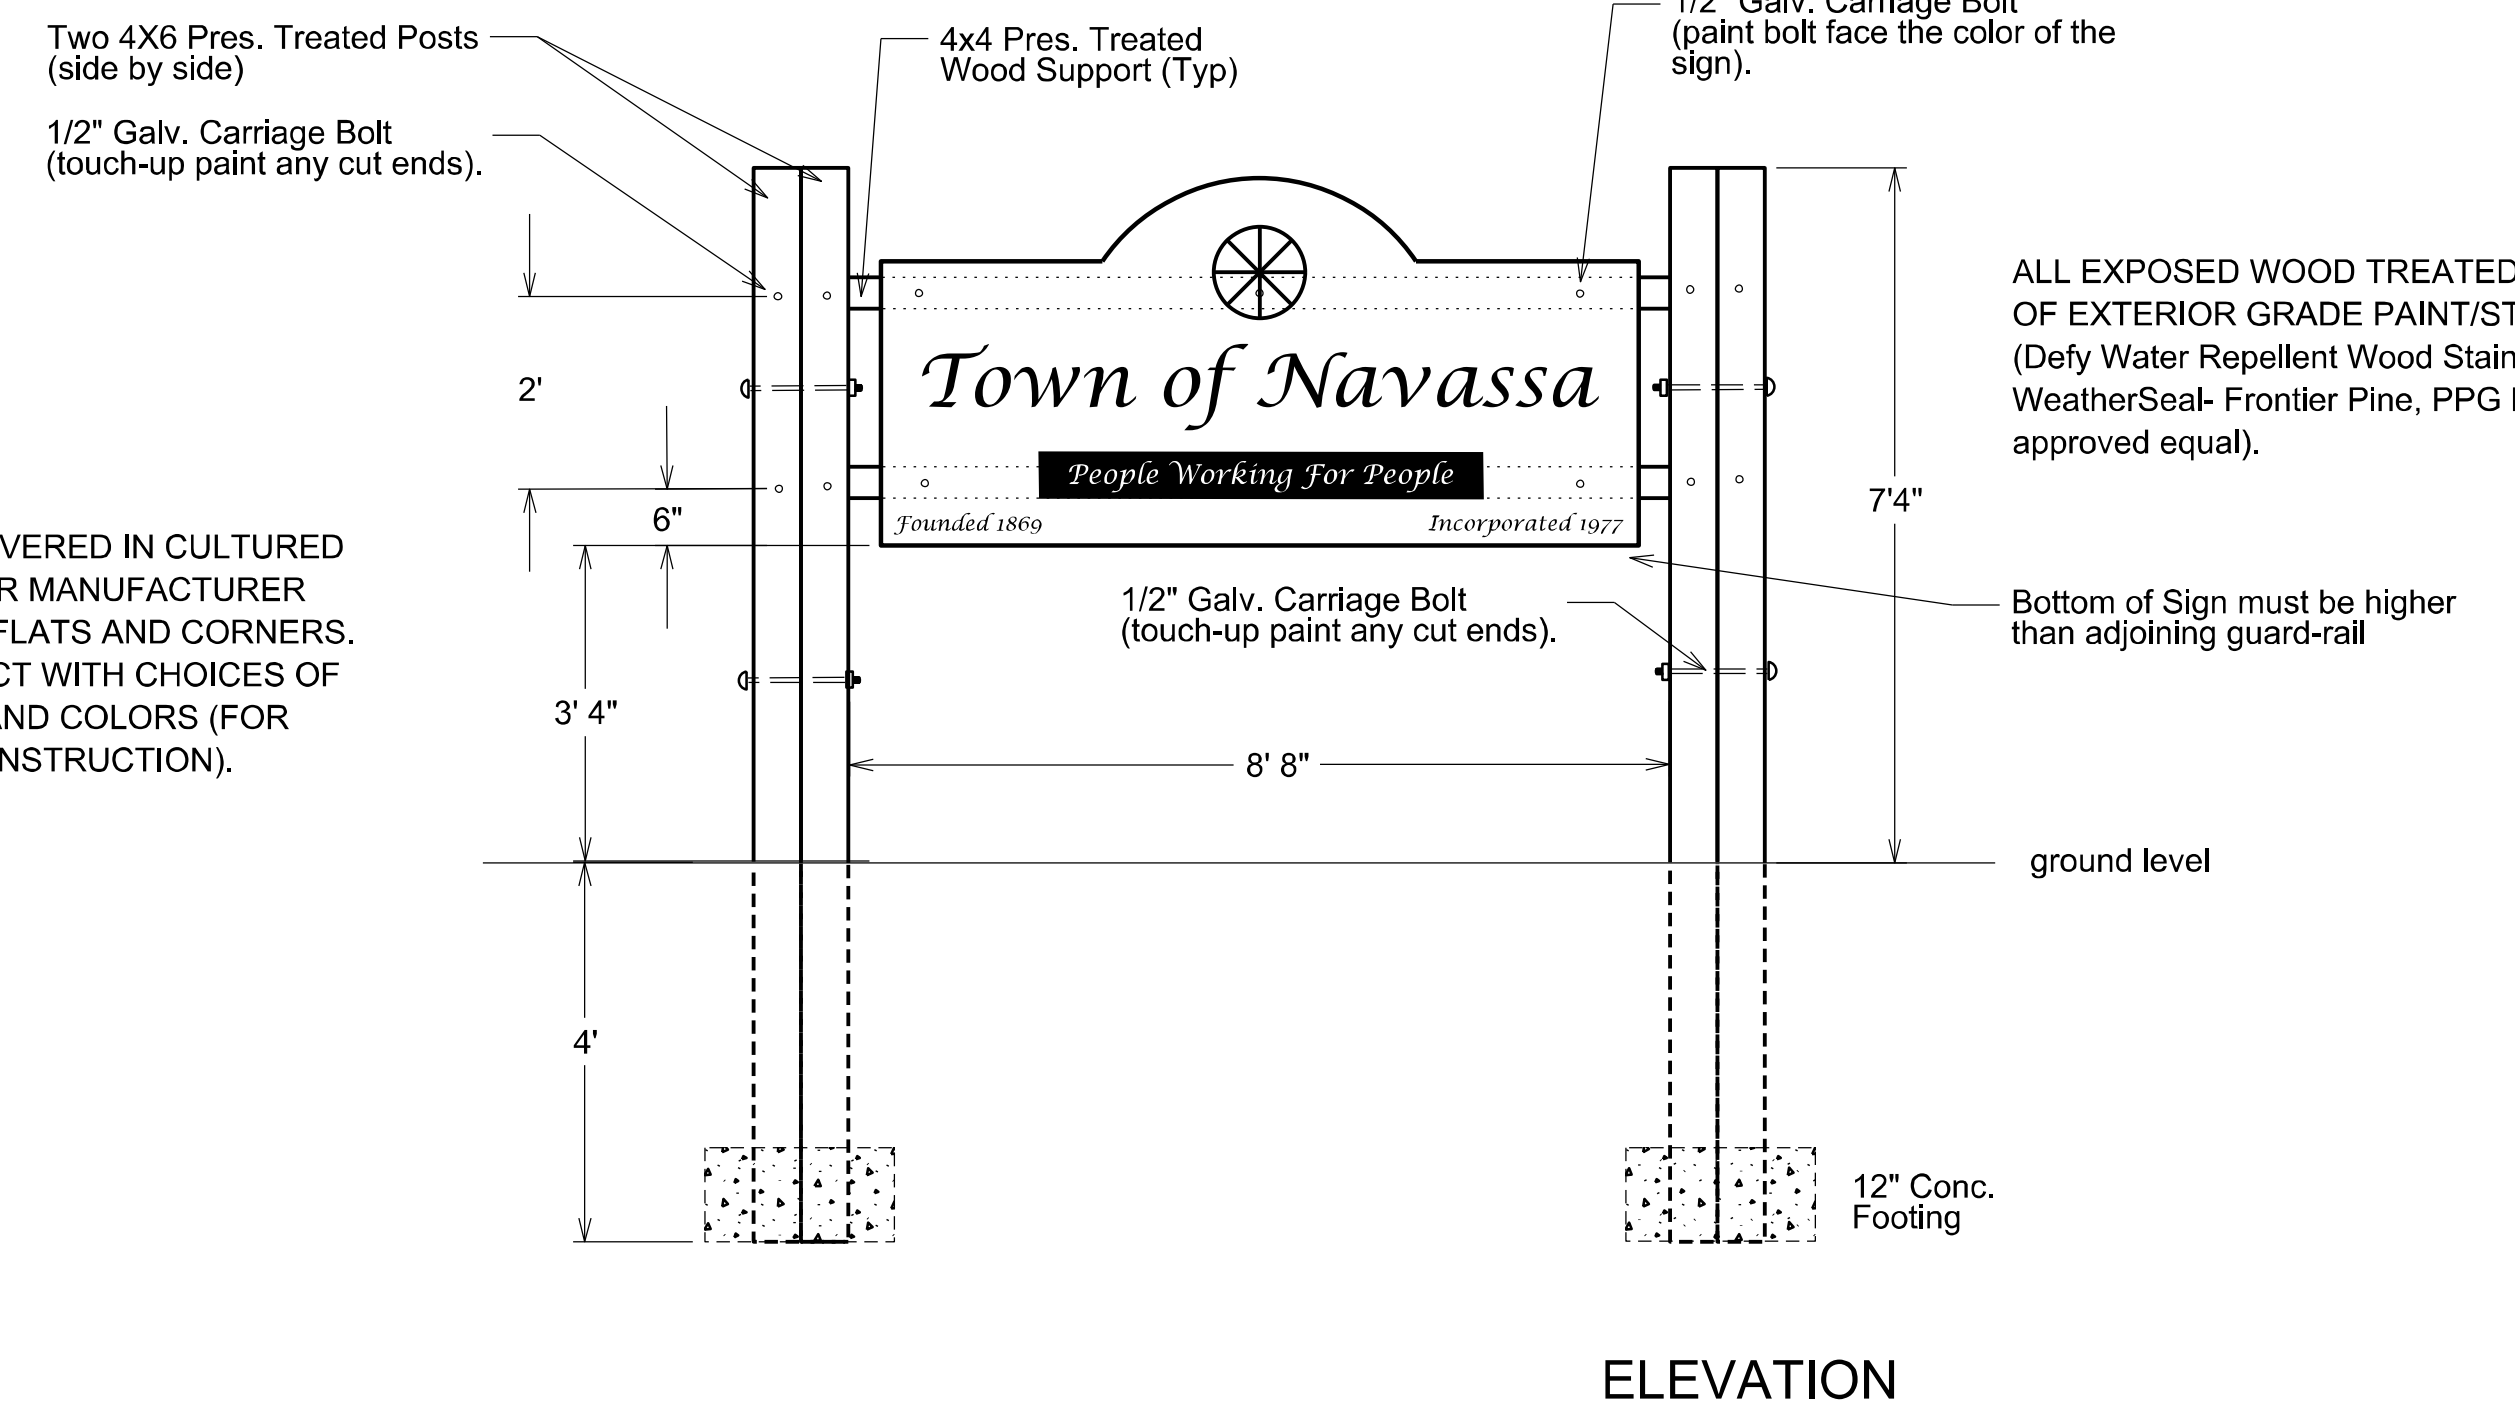 Two 4X6 Pres. Treated Posts
(side by side)
1/2" Galv. Carriage Bolt
(touch-up paint any cut ends).
4x4 Pres. Treated
Wood Support (Typ)
1/2" Galv. Carriage Bolt
(paint bolt face the color of the
sign).
ALL EXPOSED WOOD TREATED
OF EXTERIOR GRADE PAINT/ST
(Defy Water Repellent Wood Stain
WeatherSeal- Frontier Pine, PPG
approved equal).
2'
6"
Town of Navassa
People Working For People
Founded 1869
Incorporated 1977
7'4"
VERED IN CULTURED
R MANUFACTURER
FLATS AND CORNERS.
CT WITH CHOICES OF
AND COLORS (FOR
NSTRUCTION).
1/2" Galv. Carriage Bolt
(touch-up paint any cut ends).
Bottom of Sign must be higher
than adjoining guard-rail
3' 4"
8' 8"
ground level
4'
12" Conc.
Footing
ELEVATION